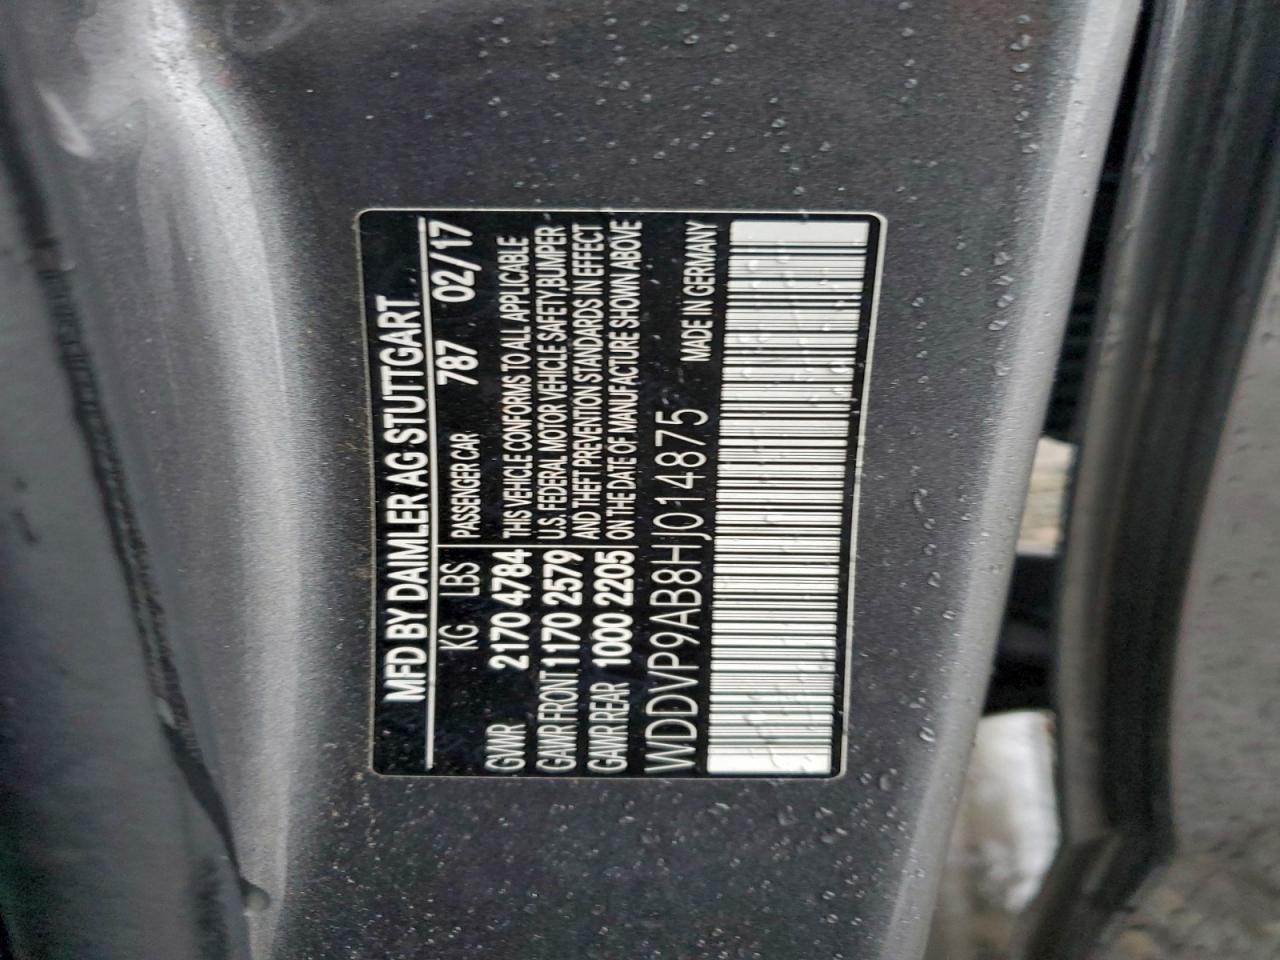 MFD BY DAIMLER AG STUTTGART
KG LBS PASSENGER CAR 787 02/17
GVWR 2170 4784 THIS VEHICLE CONFORMS TO ALL APPLICABLE
GAWR FRONT 1170 2579 U.S. FEDERAL MOTOR VEHICLE SAFETY,BUMPER
GAWR REAR 1000 2205 AND THEFT PREVENTION STANDARDS IN EFFECT
ON THE DATE OF MANUFACTURE SHOWN ABOVE
WDDVP9AB8HJ014875 MADE IN GERMANY